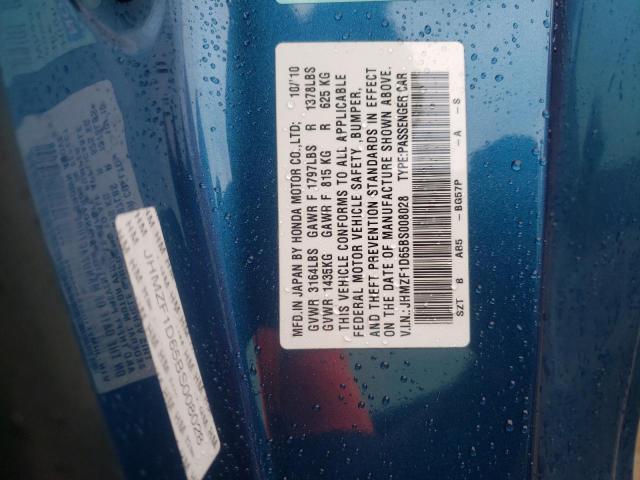 MFD.IN JAPAN BY HONDA MOTOR CO.,LTD; 10/'10
GVWR 3164LBS GAWR F 1797LBS R 1378LBS
GVWR 1435KG GAWR F 815 KG R 625 KG
THIS VEHICLE CONFORMS TO ALL APPLICABLE
FEDERAL MOTOR VEHICLE SAFETY ,BUMPER,
AND THEFT PREVENTION STANDARDS IN EFFECT
ON THE DATE OF MANUFACTURE SHOWN ABOVE.
V.I.N.:JHMZF1D65BS008028 TYPE:PASSENGER CAR
SZT B AB5 -BG57P -A -S
JHMZF1D65BS008028